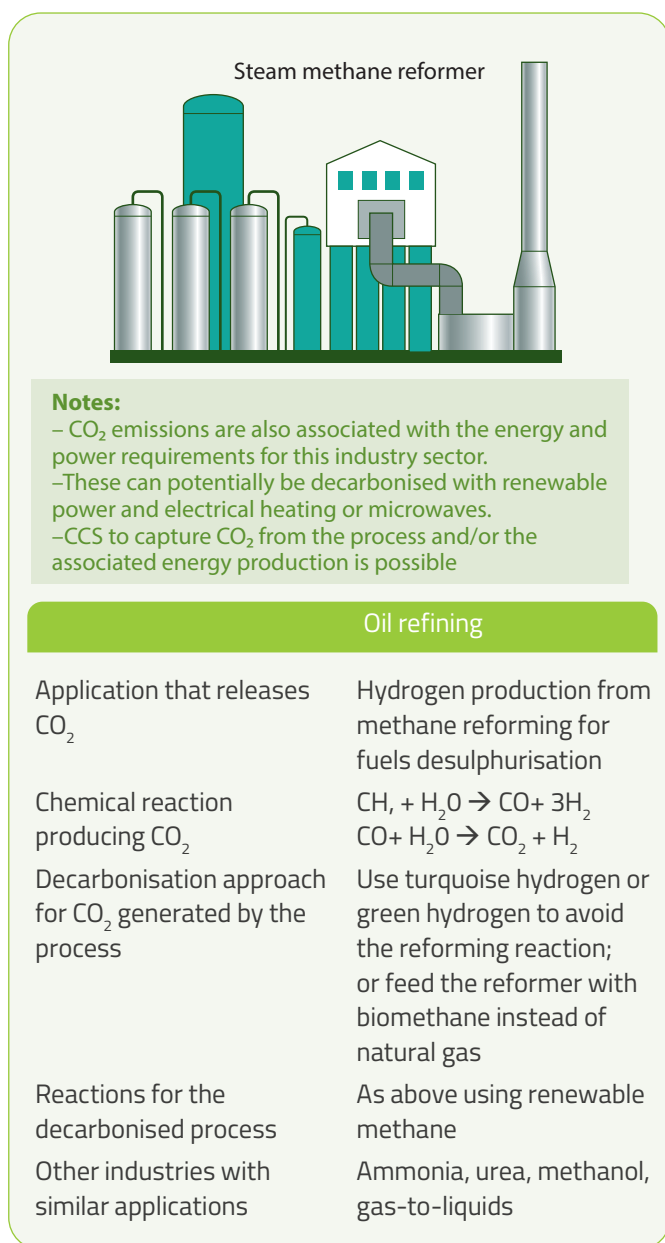 Steam methane reformer
Notes:
– CO₂ emissions are also associated with the energy and
power requirements for this industry sector.
–These can potentially be decarbonised with renewable
power and electrical heating or microwaves.
–CCS to capture CO₂ from the process and/or the
associated energy production is possible
Oil refining
Application that releases
CO₂
Hydrogen production from
methane reforming for
fuels desulphurisation
Chemical reaction
producing CO₂
CH, + H₂0 → CO+ 3H₂
CO+ H₂0 → CO₂ + H₂
Decarbonisation approach
for CO₂ generated by the
process
Use turquoise hydrogen or
green hydrogen to avoid
the reforming reaction;
or feed the reformer with
biomethane instead of
natural gas
Reactions for the
decarbonised process
As above using renewable
methane
Other industries with
similar applications
Ammonia, urea, methanol,
gas-to-liquids